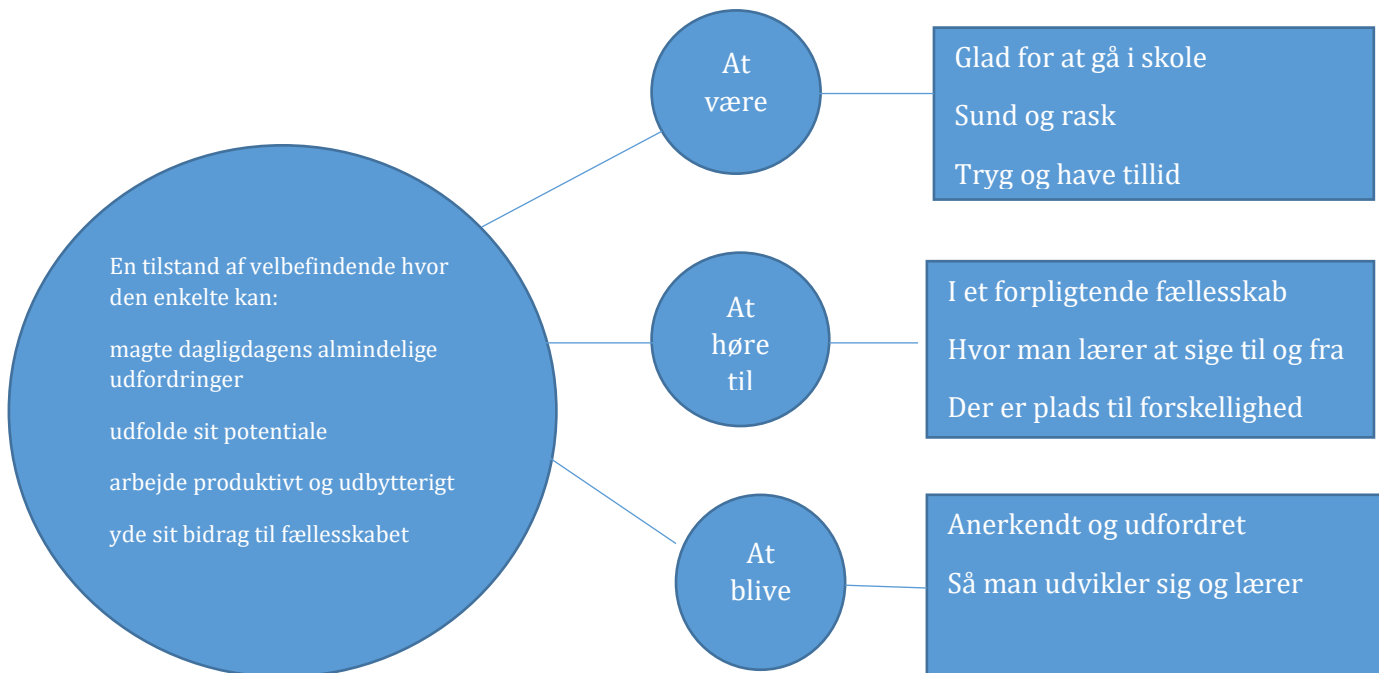 En tilstand af velbefindende hvor
den enkelte kan:
magte dagligdagens almindelige
udfordringer
udfolde sit potentiale
arbejde produktivt og udbytterigt
yde sit bidrag til fællesskabet
At
være
Glad for at gå i skole
Sund og rask
Tryg og have tillid
At
høre
til
I et forpligtende fællesskab
Hvor man lærer at sige til og fra
Der er plads til forskellighed
At
blive
Anerkendt og udfordret
Så man udvikler sig og lærer